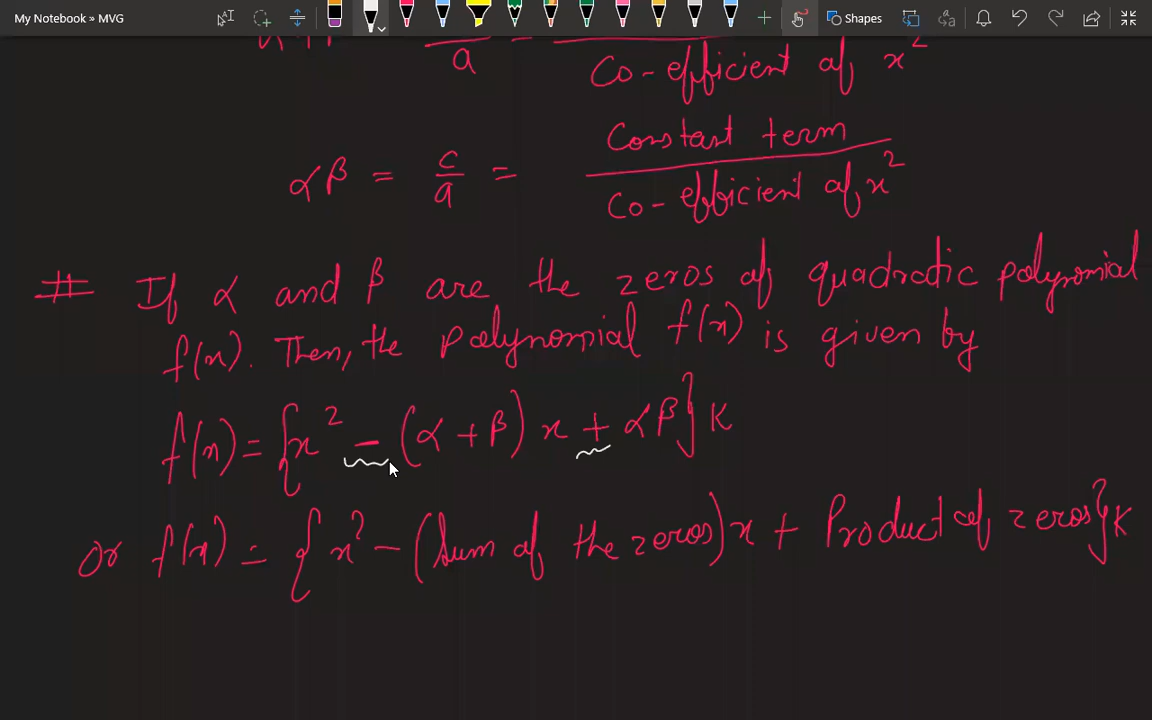 My Notebook » MVG
Shapes
a = Co-efficient of x²
Constant term
αβ = c/a =
Co-efficient of x²
# If α and β are the zeros of quadratic polynomial
f(x). Then, the polynomial f(x) is given by
f(x) = {x² - (α + β) x + αβ} K
Or f(x) = {x² - (Sum of the zeros) x + Product of zeros} K